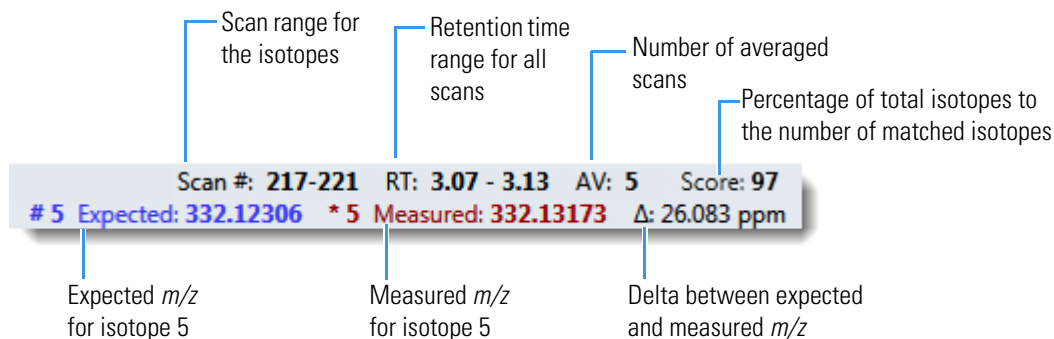 Scan range for
the isotopes
Retention time
range for all
scans
Number of averaged
scans
Percentage of total isotopes to
the number of matched isotopes
Scan #: 217-221 RT: 3.07 - 3.13 AV: 5 Score: 97
# 5 Expected: 332.12306 * 5 Measured: 332.13173 Δ: 26.083 ppm
Expected m/z
for isotope 5
Measured m/z
for isotope 5
Delta between expected
and measured m/z